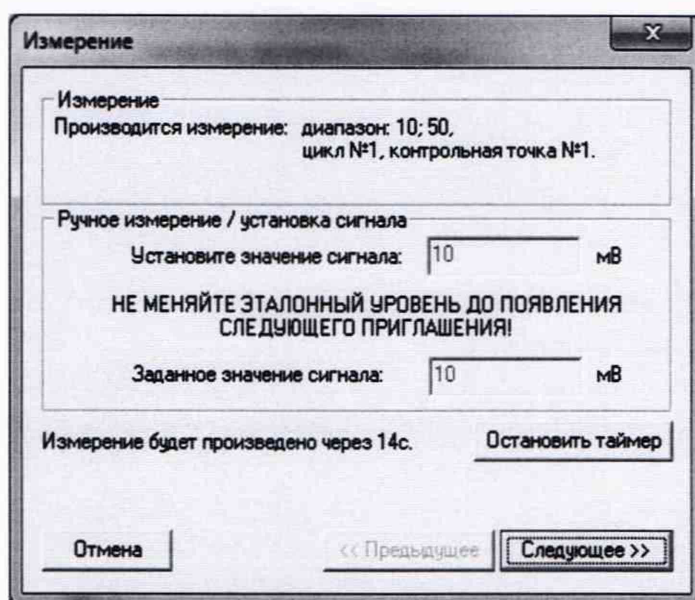 Измерение
Измерение
Производится измерение: диапазон: 10; 50,
цикл №1, контрольная точка №1.
Ручное измерение / установка сигнала
Установите значение сигнала: 10 мВ
НЕ МЕНЯЙТЕ ЭТАЛОННЫЙ УРОВЕНЬ ДО ПОЯВЛЕНИЯ
СЛЕДУЮЩЕГО ПРИГЛАШЕНИЯ!
Заданное значение сигнала: 10 мВ
Измерение будет произведено через 14с. Остановить таймер
Отмена << Предыдущее Следующее >>